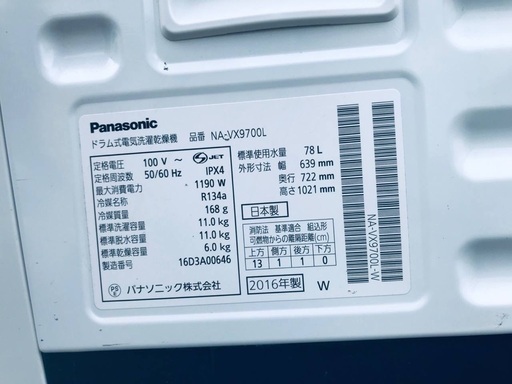 Panasonic
ドラム式電気洗濯乾燥機 品番 NA-VX9700L
定格電圧 100 V ～ S JET
定格周波数 50/60 Hz IPX4
最大消費電力 1190 W
冷媒名称 R134a
冷媒質量 168 g
標準洗濯容量 11.0 kg
標準脱水容量 11.0 kg
標準乾燥容量 6.0 kg
製造番号 16D3A00646
PS E パナソニック株式会社
標準使用水量 78 L
外形寸法 幅 639 mm
奥行 722 mm
高さ 1021 mm
日本製
消防法 基準適合 組込形
可燃物からの離隔距離(cm)
上方 側方 後方 下方
13 1 1 0
2016年製 W
NA-VX9700L-W